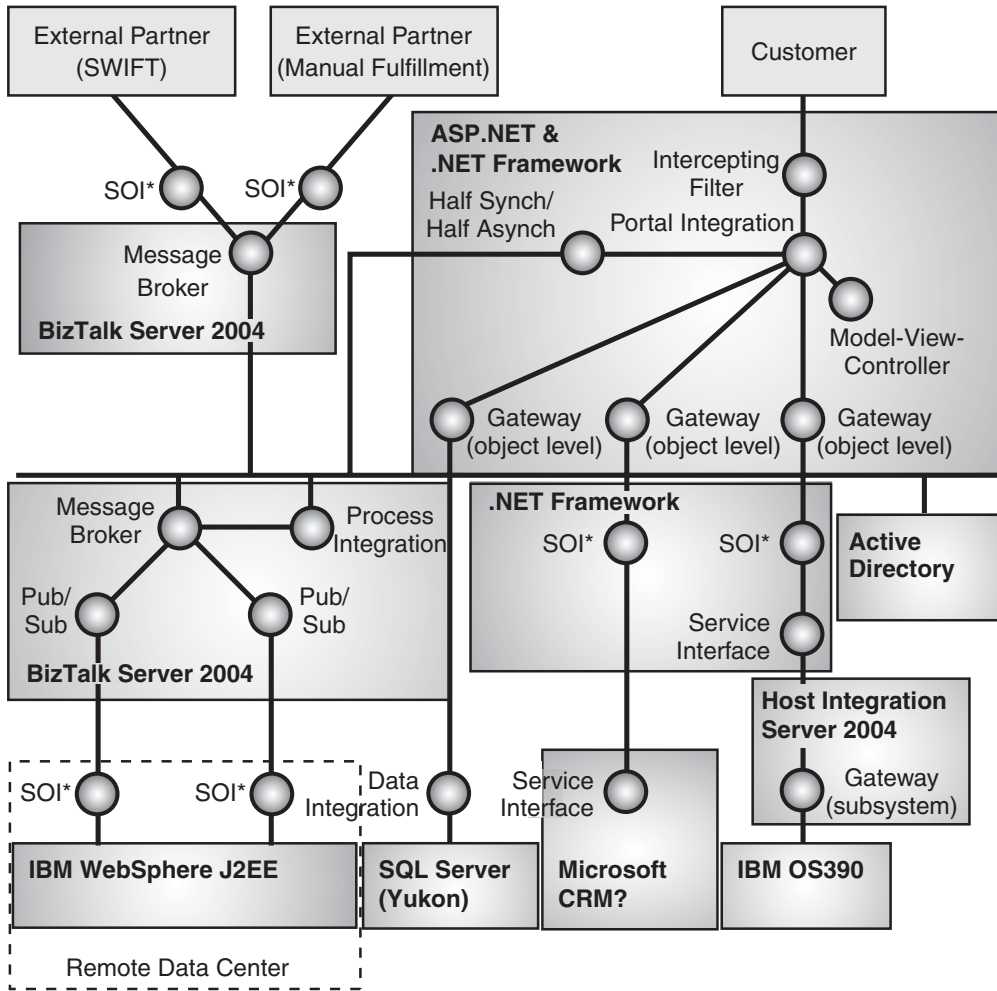 External Partner
(SWIFT)
External Partner
(Manual Fulfillment)
Customer
ASP.NET &
.NET Framework
Intercepting
Filter
SOI*
SOI*
Half Synch/
Half Asynch
Portal Integration
Message
Broker
BizTalk Server 2004
Model-View-
Controller
Gateway
(object level)
Gateway
(object level)
Gateway
(object level)
Message
Broker
Process
Integration
.NET Framework
SOI*
SOI*
Active
Directory
Pub/
Sub
Pub/
Sub
Service
Interface
BizTalk Server 2004
Host Integration
Server 2004
SOI*
SOI*
Data
Integration
Service
Interface
Gateway
(subsystem)
IBM WebSphere J2EE
SQL Server
(Yukon)
Microsoft
CRM?
IBM OS390
Remote Data Center